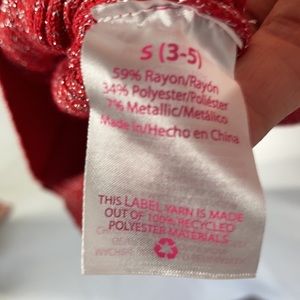 S (3-5)
59% Rayon/Rayón
34% Polyester/Poliéster
7% Metallic/Metálico
Made in/Hecho en China
THIS LABEL YARN IS MADE
OUT OF 100% RECYCLED
POLYESTER MATERIALS